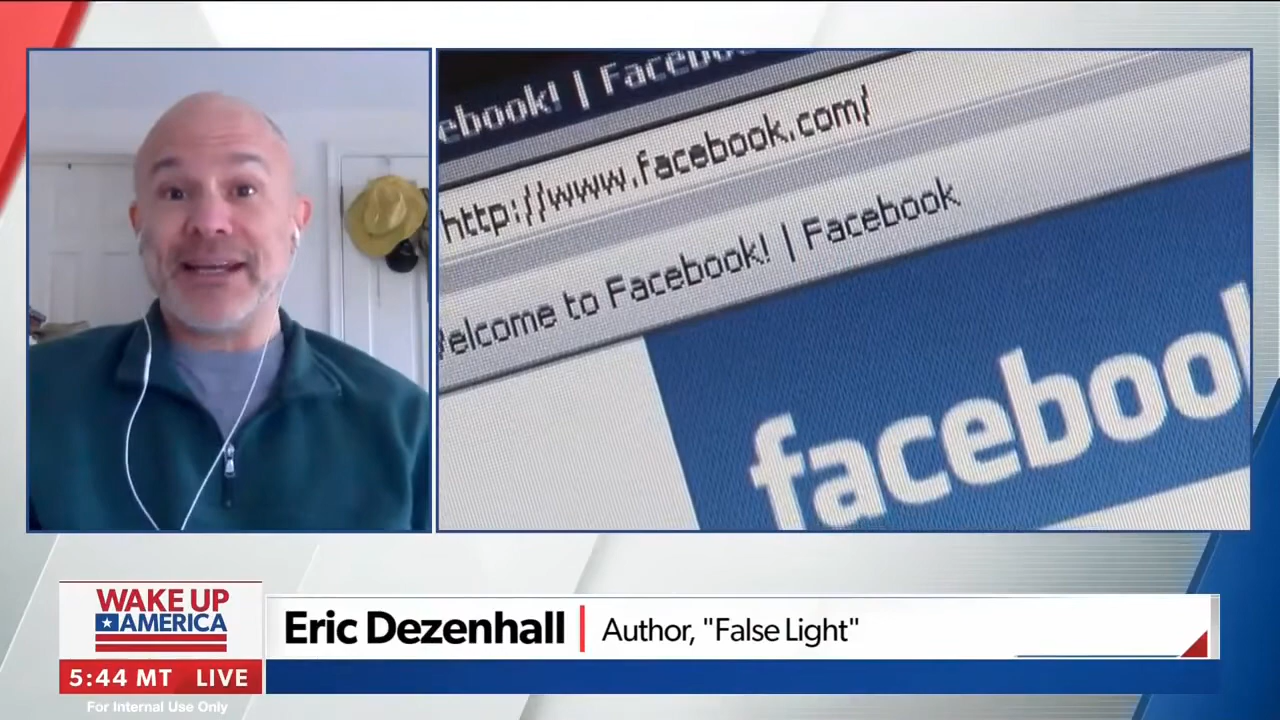 ebook! | Facebo
http://www.facebook.com/
elcome to Facebook! | Facebook
faceboo
WAKE UP
AMERICA
5:44 MT LIVE
For Internal Use Only
Eric Dezenhall | Author, "False Light"